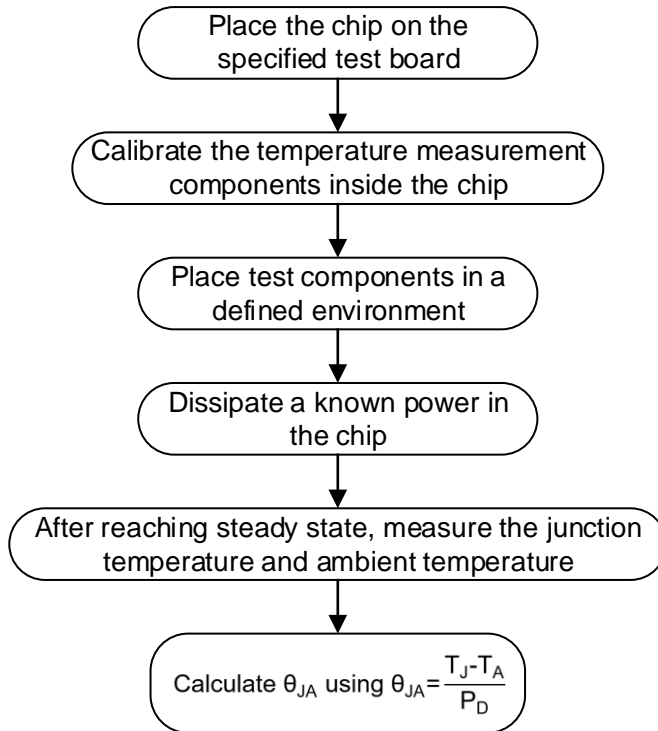 Place the chip on the
specified test board
Calibrate the temperature measurement
components inside the chip
Place test components in a
defined environment
Dissipate a known power in
the chip
After reaching steady state, measure the junction
temperature and ambient temperature
Calculate θJA using θJA=(TJ-TA)/PD